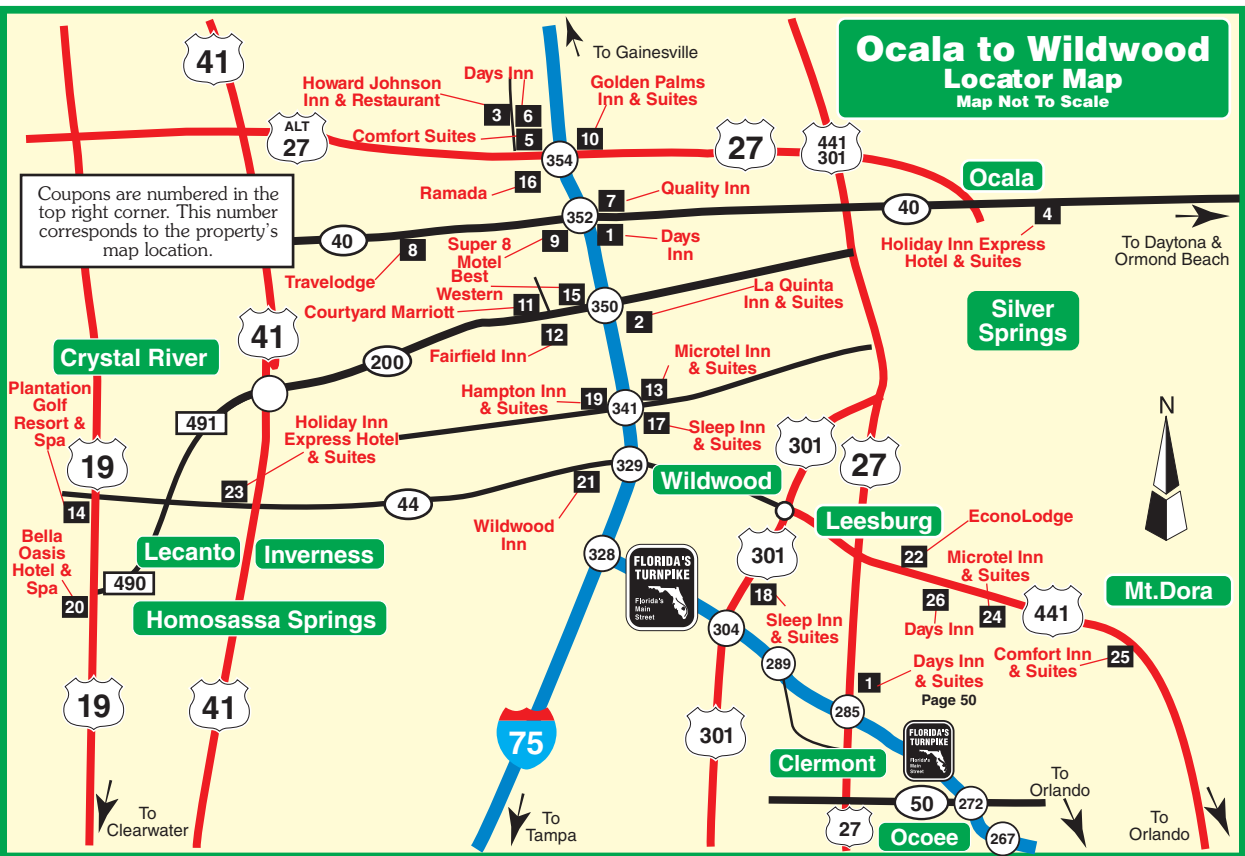 Ocala to Wildwood
Locator Map
Map Not To Scale
To Gainesville
41
Howard Johnson
Inn & Restaurant
3
Days Inn
6
Golden Palms
Inn & Suites
10
ALT
27
Comfort Suites
5
354
27
441
301
Coupons are numbered in the
top right corner. This number
corresponds to the property's
map location.
Ramada
16
7
Quality Inn
Ocala
40
352
40
4
8
Travelodge
Super 8
Motel
9
1
Days
Inn
Holiday Inn Express
Hotel & Suites
To Daytona &
Ormond Beach
Best
Western
15
Courtyard Marriott
11
350
2
La Quinta
Inn & Suites
Silver
Springs
41
12
Fairfield Inn
200
Crystal River
Microtel Inn
& Suites
13
Plantation
Golf
Resort &
Spa
Hampton Inn
& Suites
19
341
17
Sleep Inn
& Suites
N
491
Holiday Inn
Express Hotel
& Suites
301
19
27
329
Wildwood
23
21
14
44
Wildwood
Inn
Leesburg
EconoLodge
Bella
Oasis
Hotel &
Spa
20
Lecanto
Inverness
328
FLORIDA'S
TURNPIKE
Florida's
Main
Street
301
22
Microtel Inn
& Suites
24
490
18
Sleep Inn
& Suites
26
Days Inn
441
Mt.Dora
Homosassa Springs
304
289
Comfort Inn
& Suites
25
1
Days Inn
& Suites
Page 50
19
41
75
301
285
FLORIDA'S
TURNPIKE
Florida's
Main
Street
Clermont
To
Clearwater
To
Tampa
50
272
To
Orlando
To
Orlando
27
Ocoee
267